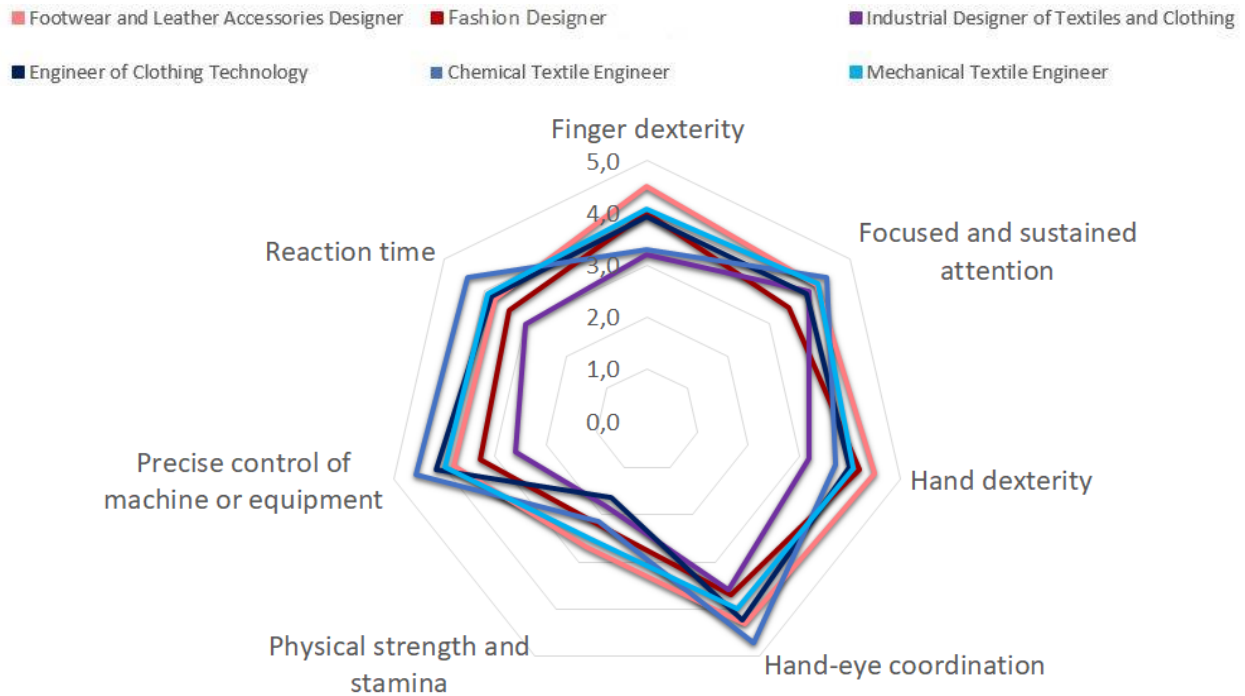 Footwear and Leather Accessories Designer
Fashion Designer
Industrial Designer of Textiles and Clothing
Engineer of Clothing Technology
Chemical Textile Engineer
Mechanical Textile Engineer
Finger dexterity
5,0
4,0
3,0
2,0
1,0
0,0
Focused and sustained
attention
Hand dexterity
Hand-eye coordination
Physical strength and
stamina
Precise control of
machine or equipment
Reaction time